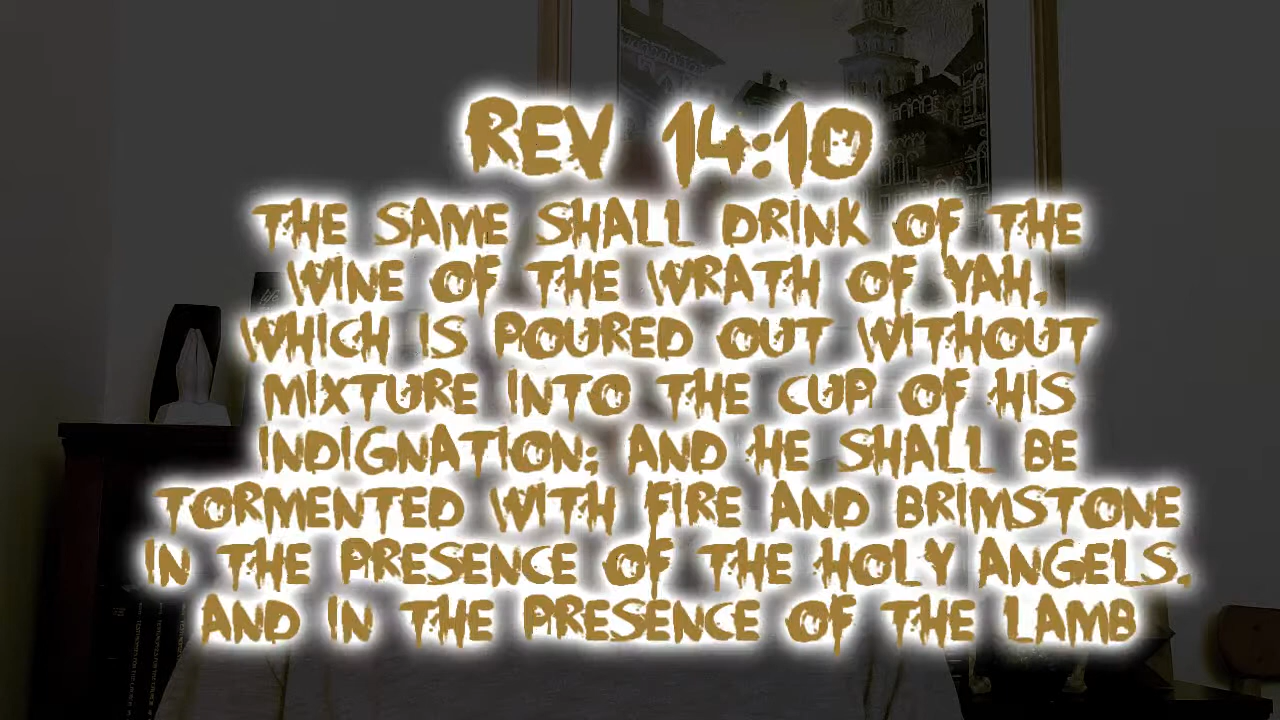 REV 14:10
THE SAME SHALL DRINK OF THE
WINE OF THE WRATH OF YAH,
WHICH IS POURED OUT WITHOUT
MIXTURE INTO THE CUP OF HIS
INDIGNATION; AND HE SHALL BE
TORMENTED WITH FIRE AND BRIMSTONE
IN THE PRESENCE OF THE HOLY ANGELS,
AND IN THE PRESENCE OF THE LAMB